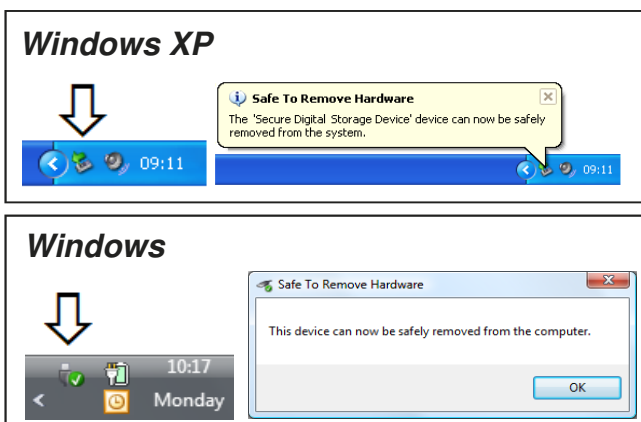 Windows XP
Safe To Remove Hardware
The 'Secure Digital Storage Device' device can now be safely
removed from the system.
09:11
09:11
Windows
Safe To Remove Hardware
This device can now be safely removed from the computer.
OK
10:17
Monday